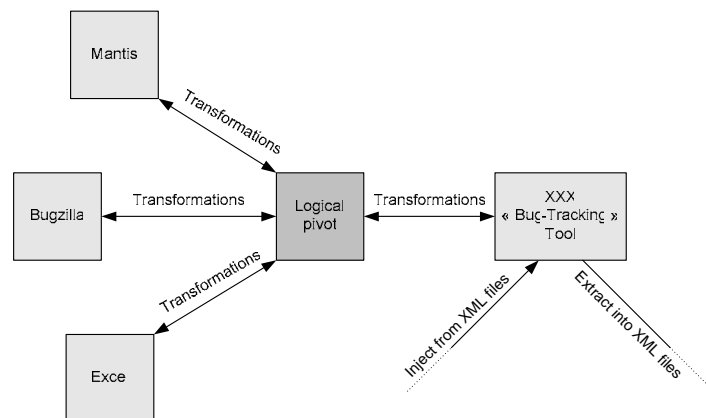 Mantis
Transformations
Bugzilla
Transformations
Logical
pivot
Transformations
XXX
« Bug-Tracking »
Tool
Transformations
Inject from XML files
Extract into XML files
Exce